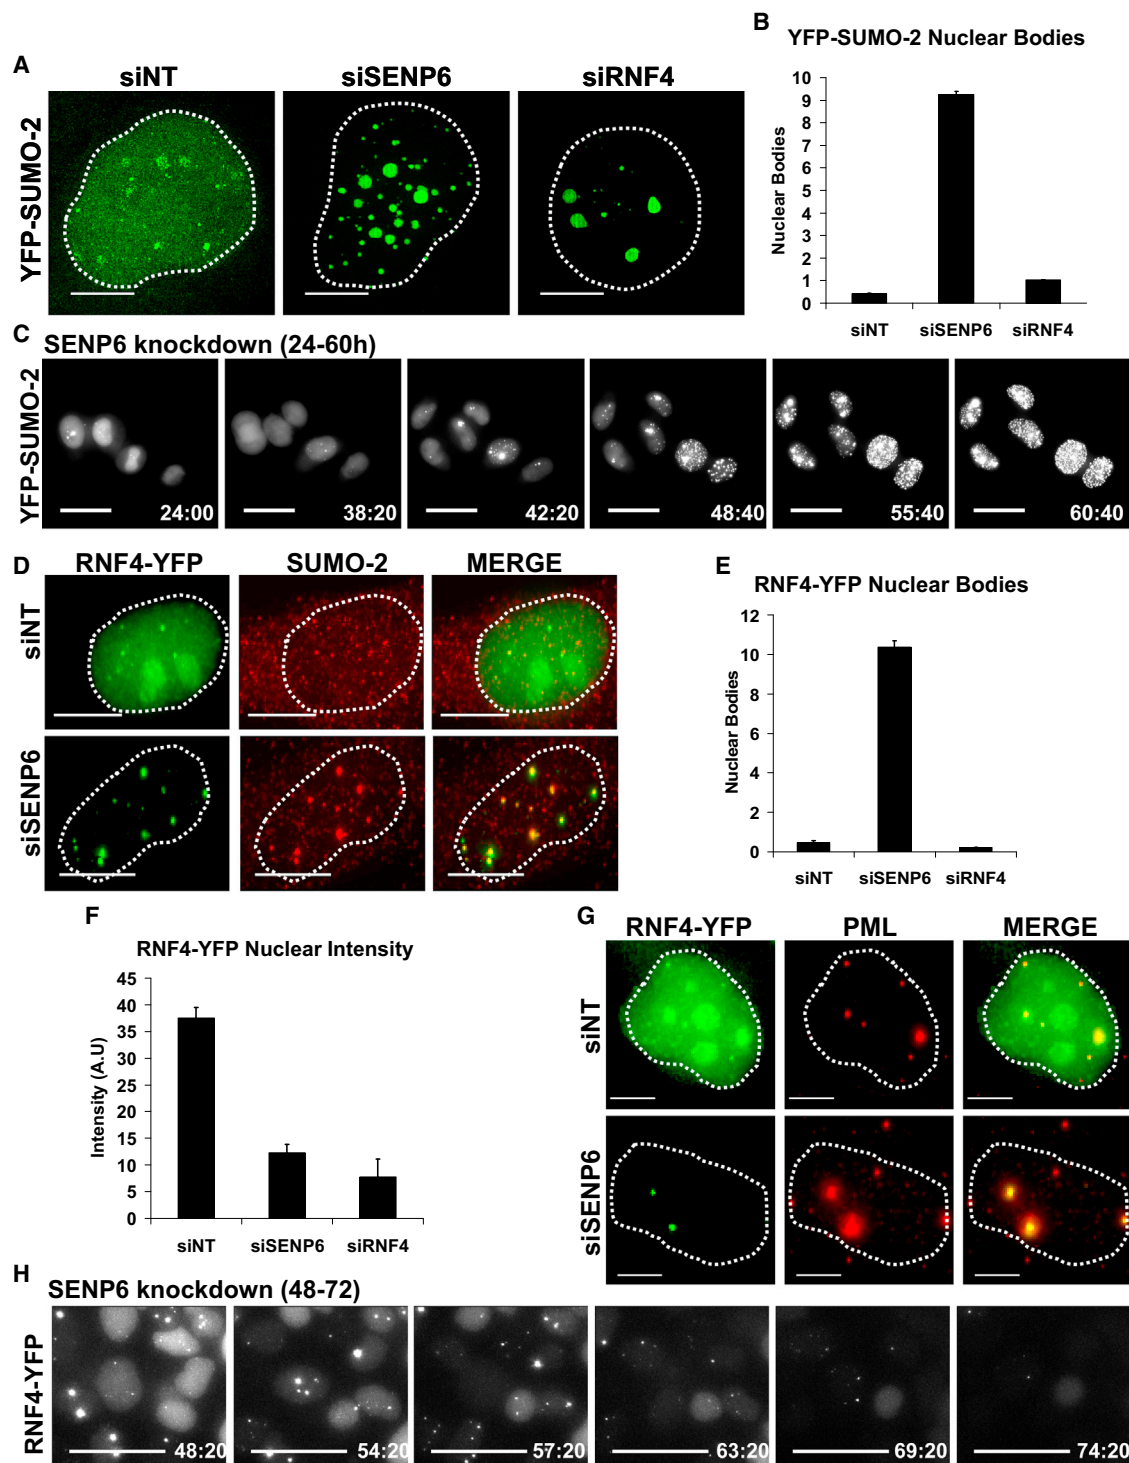 A
siNT
siSENP6
siRNF4
YFP-SUMO-2
B
YFP-SUMO-2 Nuclear Bodies
Nuclear Bodies
10
9
8
7
6
5
4
3
2
1
0
siNT
siSENP6
siRNF4
C
SENP6 knockdown (24-60h)
YFP-SUMO-2
24:00
38:20
42:20
48:40
55:40
60:40
D
RNF4-YFP
SUMO-2
MERGE
siNT
siSENP6
E
RNF4-YFP Nuclear Bodies
Nuclear Bodies
12
10
8
6
4
2
0
siNT
siSENP6
siRNF4
F
RNF4-YFP Nuclear Intensity
Intensity (A.U)
45
40
35
30
25
20
15
10
5
0
siNT
siSENP6
siRNF4
G
RNF4-YFP
PML
MERGE
siNT
siSENP6
H
SENP6 knockdown (48-72)
RNF4-YFP
48:20
54:20
57:20
63:20
69:20
74:20